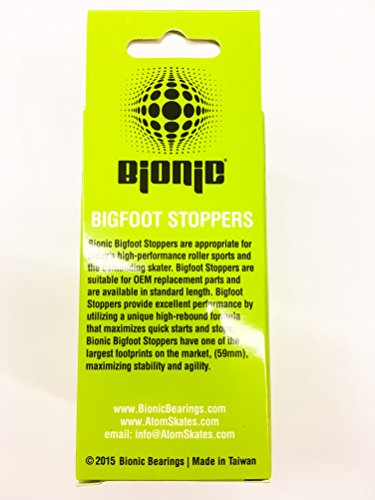 BIONIC®
BIGFOOT STOPPERS
Bionic Bigfoot Stoppers are appropriate for
high-performance roller sports and
the skater. Bigfoot Stoppers are
suitable for OEM replacement parts and
are available in standard length. Bigfoot
Stoppers provide excellent performance by
utilizing a unique high-rebound formula
that maximizes quick starts and stops.
Bionic Bigfoot Stoppers have one of the
largest footprints on the market, (59mm),
maximizing stability and agility.
www.BionicBearings.com
www.AtomSkates.com
email: info@AtomSkates.com
©2015 Bionic Bearings | Made in Taiwan